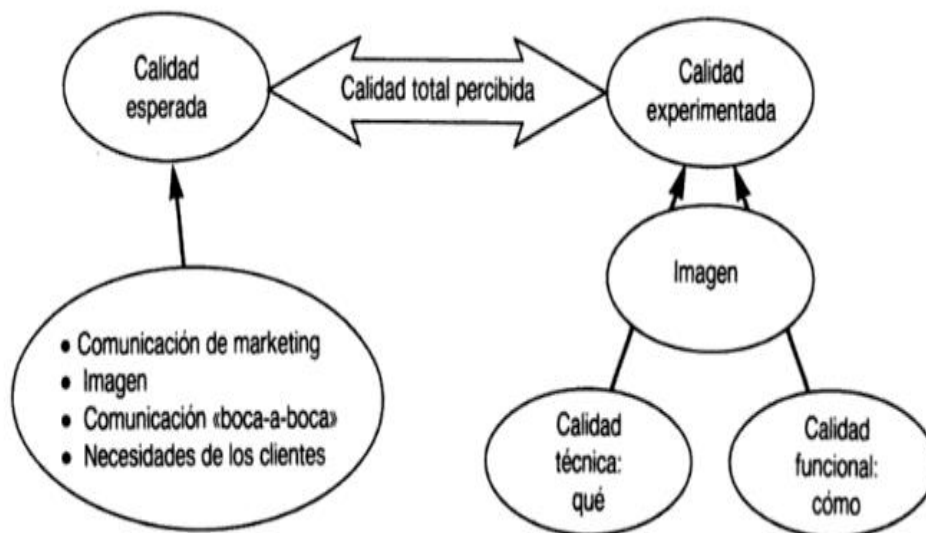 Calidad
esperada
Calidad total percibida
Calidad
experimentada
Imagen
• Comunicación de marketing
• Imagen
• Comunicación «boca-a-boca»
• Necesidades de los clientes
Calidad
técnica:
qué
Calidad
funcional:
cómo